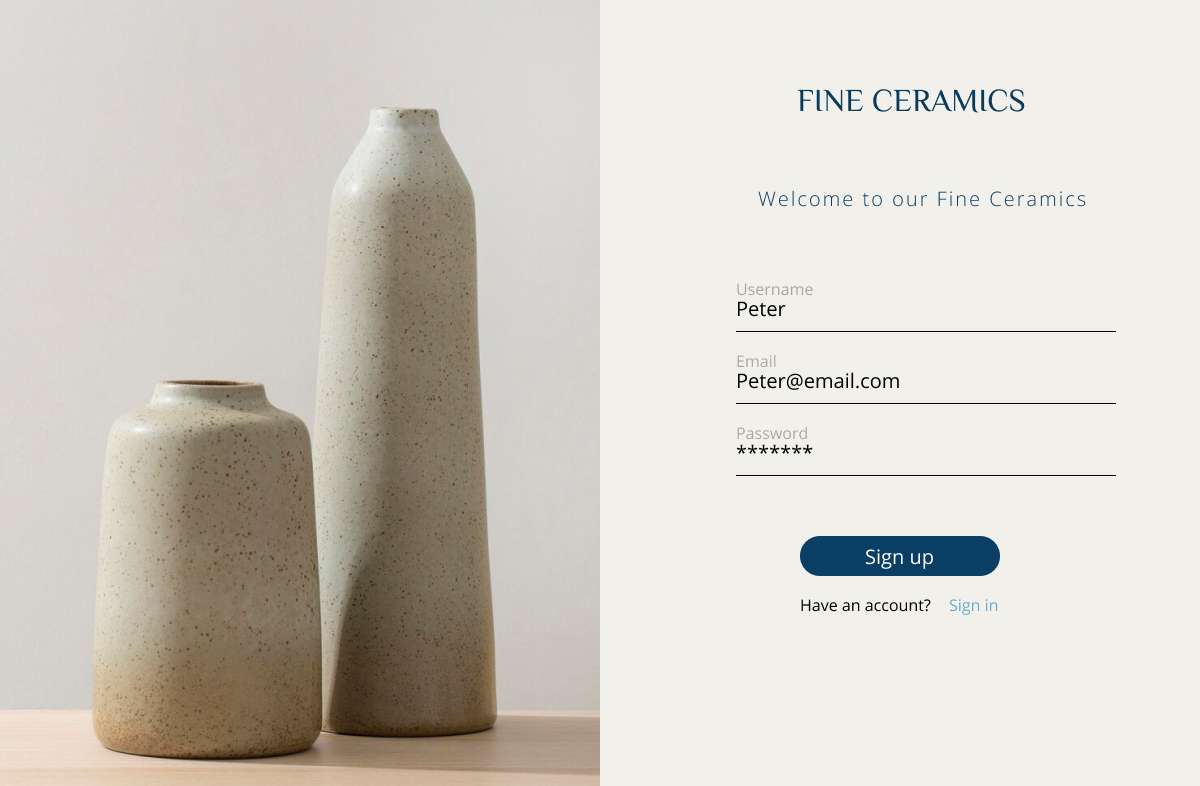 FINE CERAMICS
Welcome to our Fine Ceramics
Username
Peter
Email
Peter@email.com
Password
*******
Sign up
Have an account? Sign in